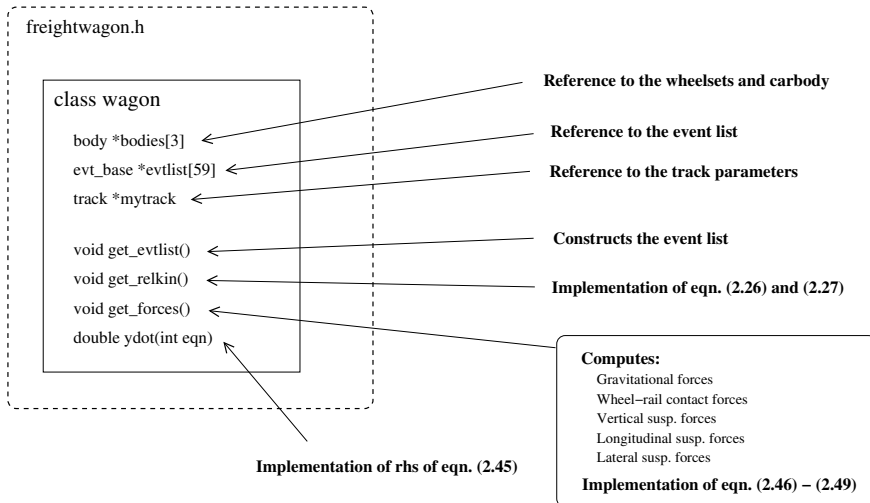 freightwagon.h
class wagon
body *bodies[3]
evt_base *evtlist[59]
track *mytrack
void get_evtlist()
void get_relkin()
void get_forces()
double ydot(int eqn)
Reference to the wheelsets and carbody
Reference to the event list
Reference to the track parameters
Constructs the event list
Implementation of eqn. (2.26) and (2.27)
Computes:
Gravitational forces
Wheel−rail contact forces
Vertical susp. forces
Longitudinal susp. forces
Lateral susp. forces
Implementation of eqn. (2.46) − (2.49)
Implementation of rhs of eqn. (2.45)